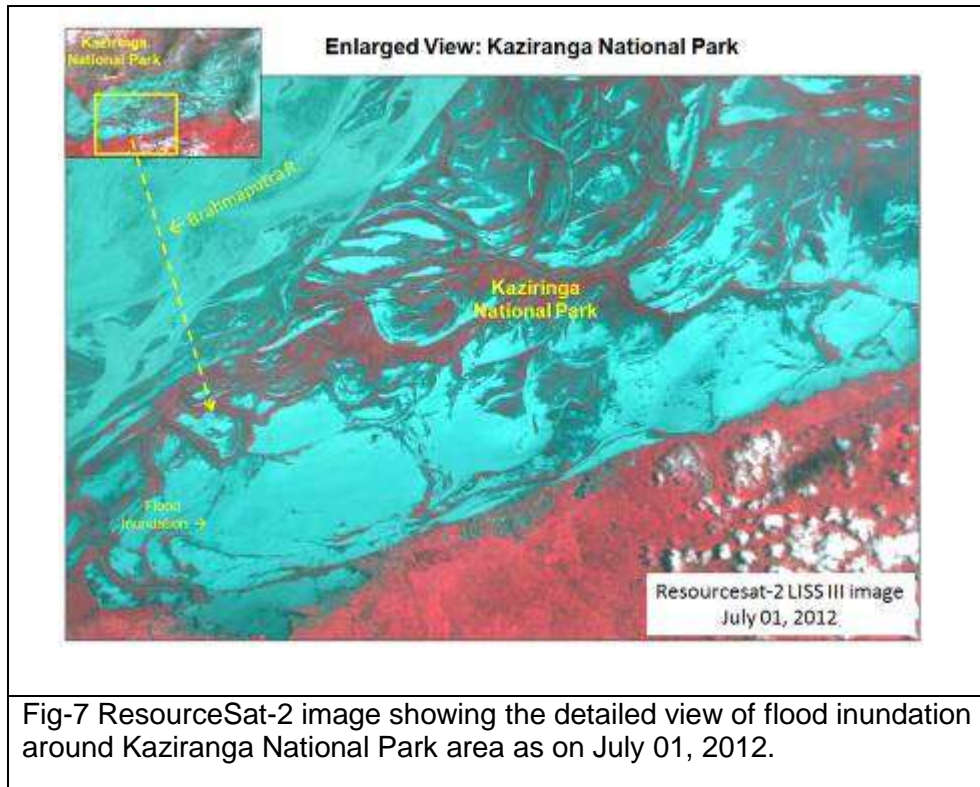 Enlarged View: Kaziranga National Park
Kaziringa
National Park
← Brahmaputra R.
Kaziringa
National Park
Flood
Inundation →
Resourcesat-2 LISS III image
July 01, 2012
Fig-7 ResourceSat-2 image showing the detailed view of flood inundation
around Kaziranga National Park area as on July 01, 2012.